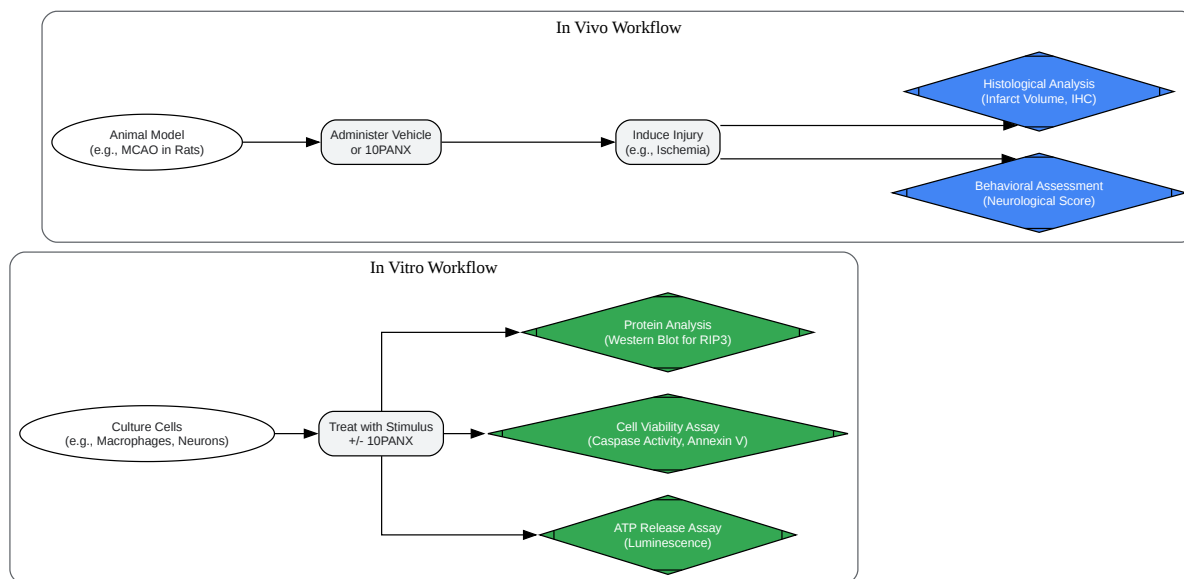 In Vivo Workflow
Animal Model
(e.g., MCAO in Rats)
Administer Vehicle
or 10PANX
Induce Injury
(e.g., Ischemia)
Histological Analysis
(Infarct Volume, IHC)
Behavioral Assessment
(Neurological Score)
In Vitro Workflow
Culture Cells
(e.g., Macrophages, Neurons)
Treat with Stimulus
+/- 10PANX
Protein Analysis
(Western Blot for RIP3)
Cell Viability Assay
(Caspase Activity, Annexin V)
ATP Release Assay
(Luminescence)